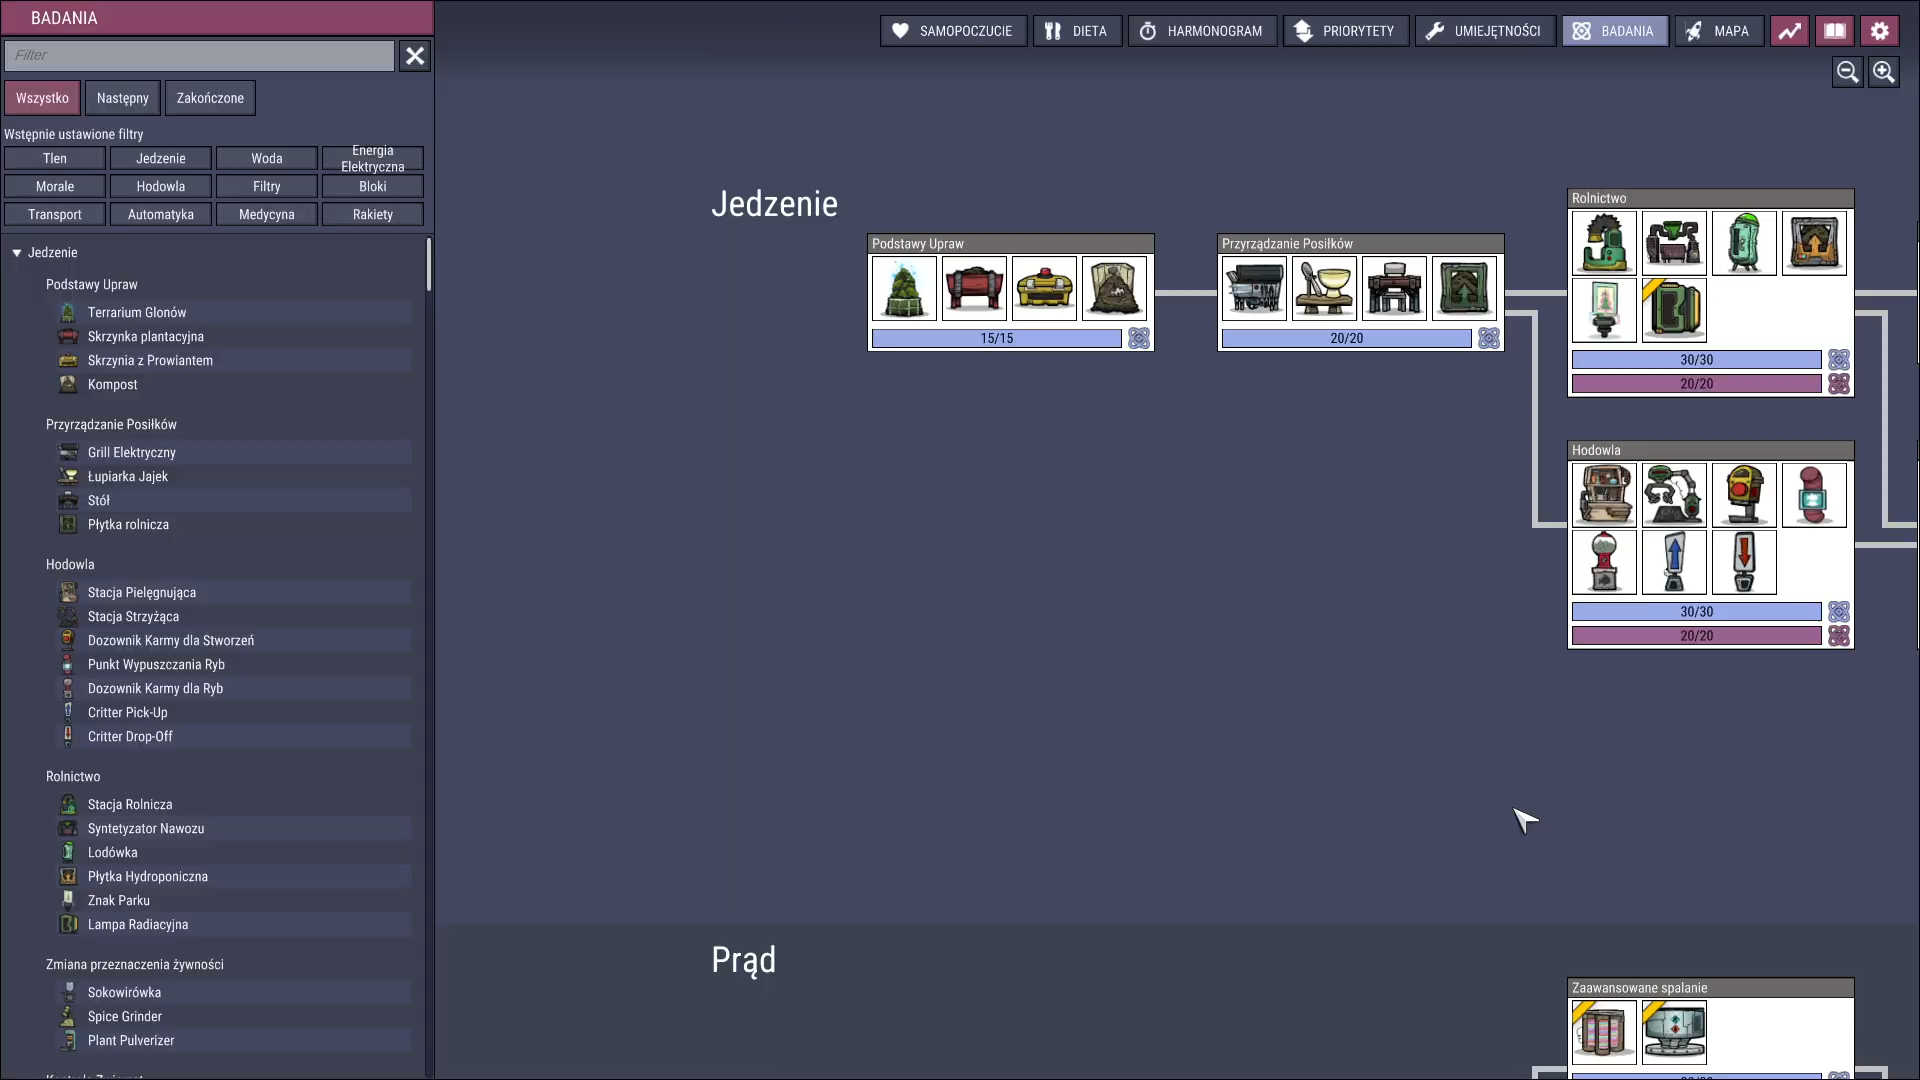 BADANIA
Filter
Wszystko Następny Zakończone
Wstępnie ustawione filtry
Tlen Jedzenie Woda Energia Elektryczna
Morale Hodowla Filtry Bloki
Transport Automatyka Medycyna Rakiety
Jedzenie
Podstawy Upraw
Terrarium Glonów
Skrzynka plantacyjna
Skrzynia z Prowiantem
Kompost
Przyrządzanie Posiłków
Grill Elektryczny
Łupiarka Jajek
Stół
Płytka rolnicza
Hodowla
Stacja Pielęgnująca
Stacja Strzyżąca
Dozownik Karmy dla Stworzeń
Punkt Wypuszczania Ryb
Dozownik Karmy dla Ryb
Critter Pick-Up
Critter Drop-Off
Rolnictwo
Stacja Rolnicza
Syntetyzator Nawozu
Lodówka
Płytka Hydroponiczna
Znak Parku
Lampa Radiacyjna
Zmiana przeznaczenia żywności
Sokowirówka
Spice Grinder
Plant Pulverizer
SAMOPOCZUCIE DIETA HARMONOGRAM PRIORYTETY UMIEJĘTNOŚCI BADANIA MAPA
Jedzenie
Podstawy Upraw
15/15
Przyrządzanie Posiłków
20/20
Rolnictwo
30/30
20/20
Hodowla
30/30
20/20
Prąd
Zaawansowane spalanie